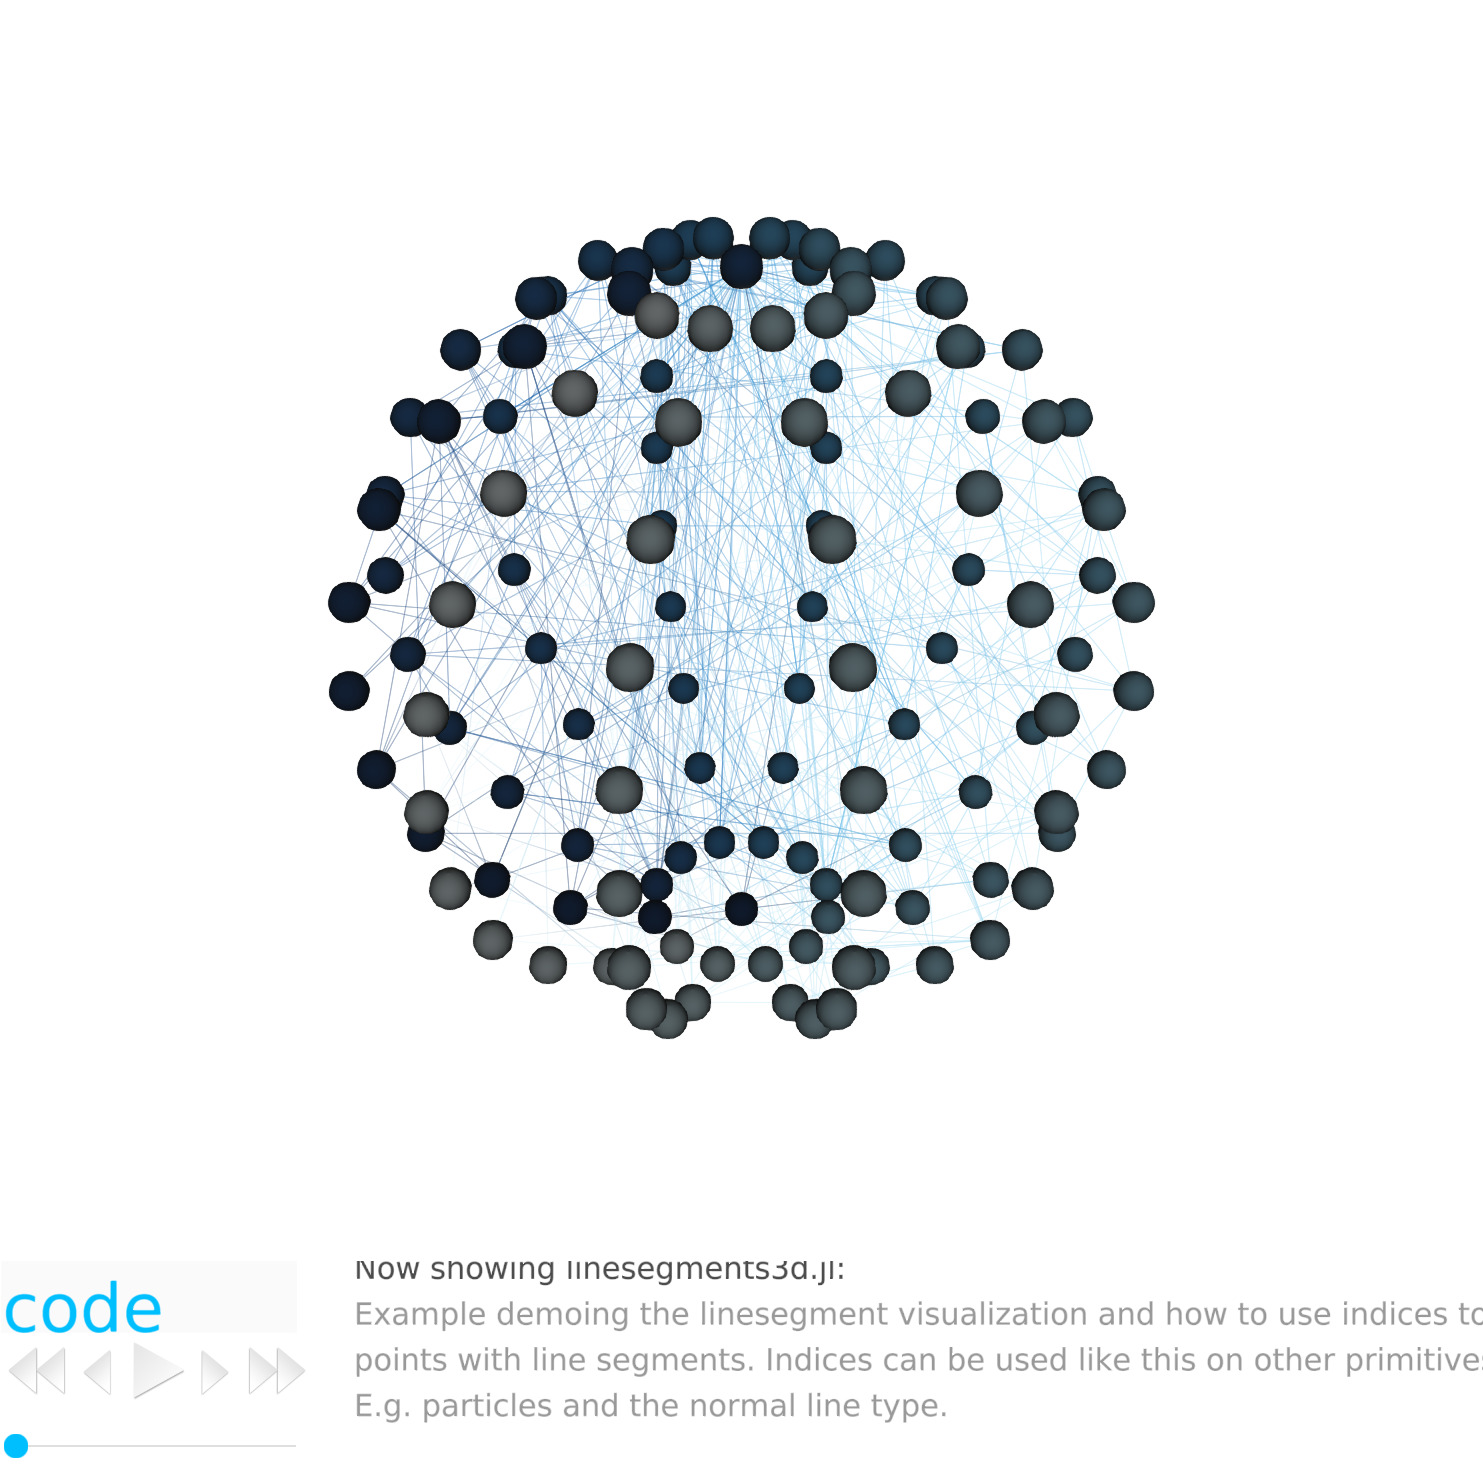 Now showing linesegments3d.jl:
code
Example demoing the linesegment visualization and how to use indices to
points with line segments. Indices can be used like this on other primitives
E.g. particles and the normal line type.